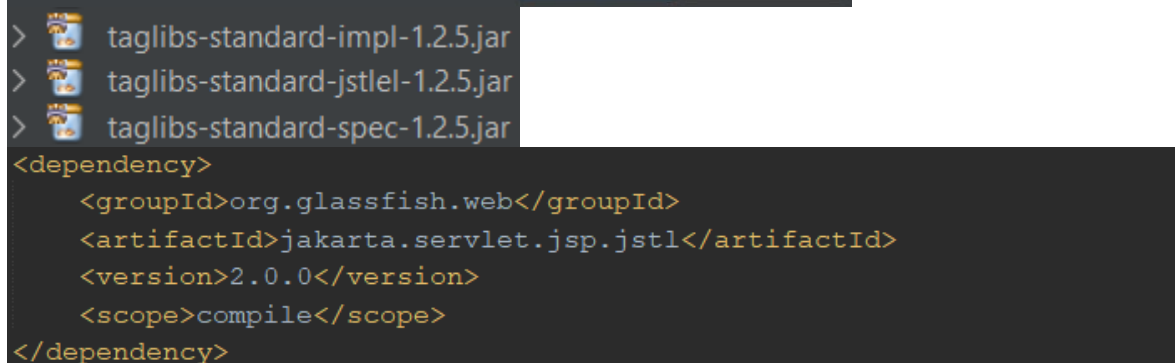 > taglibs-standard-impl-1.2.5.jar
> taglibs-standard-jstlel-1.2.5.jar
> taglibs-standard-spec-1.2.5.jar
<dependency>
    <groupId>org.glassfish.web</groupId>
    <artifactId>jakarta.servlet.jsp.jstl</artifactId>
    <version>2.0.0</version>
    <scope>compile</scope>
</dependency>